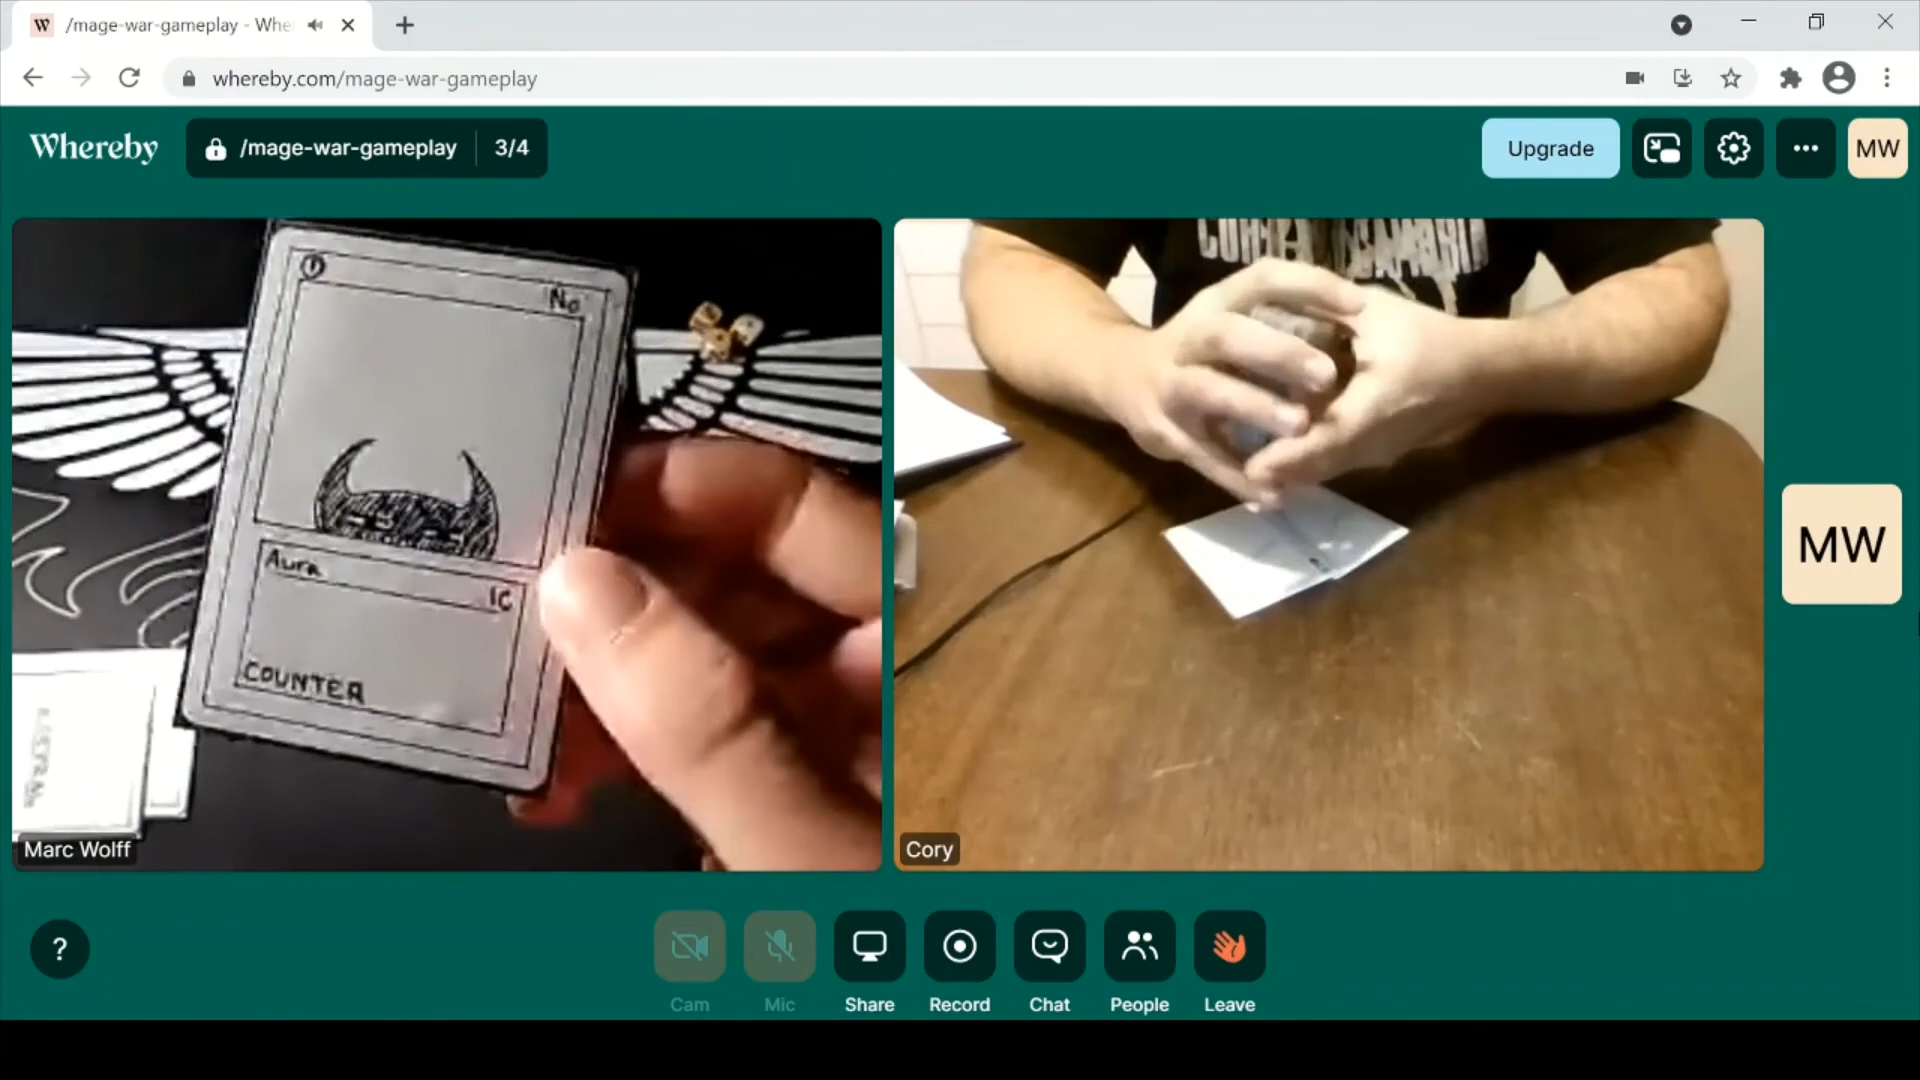 W /mage-war-gameplay - Whe
whereby.com/mage-war-gameplay
Whereby
/mage-war-gameplay 3/4
Upgrade
MW
No
Aura
1C
COUNTER
Marc Wolff
Cory
MW
?
Cam
Mic
Share
Record
Chat
People
Leave